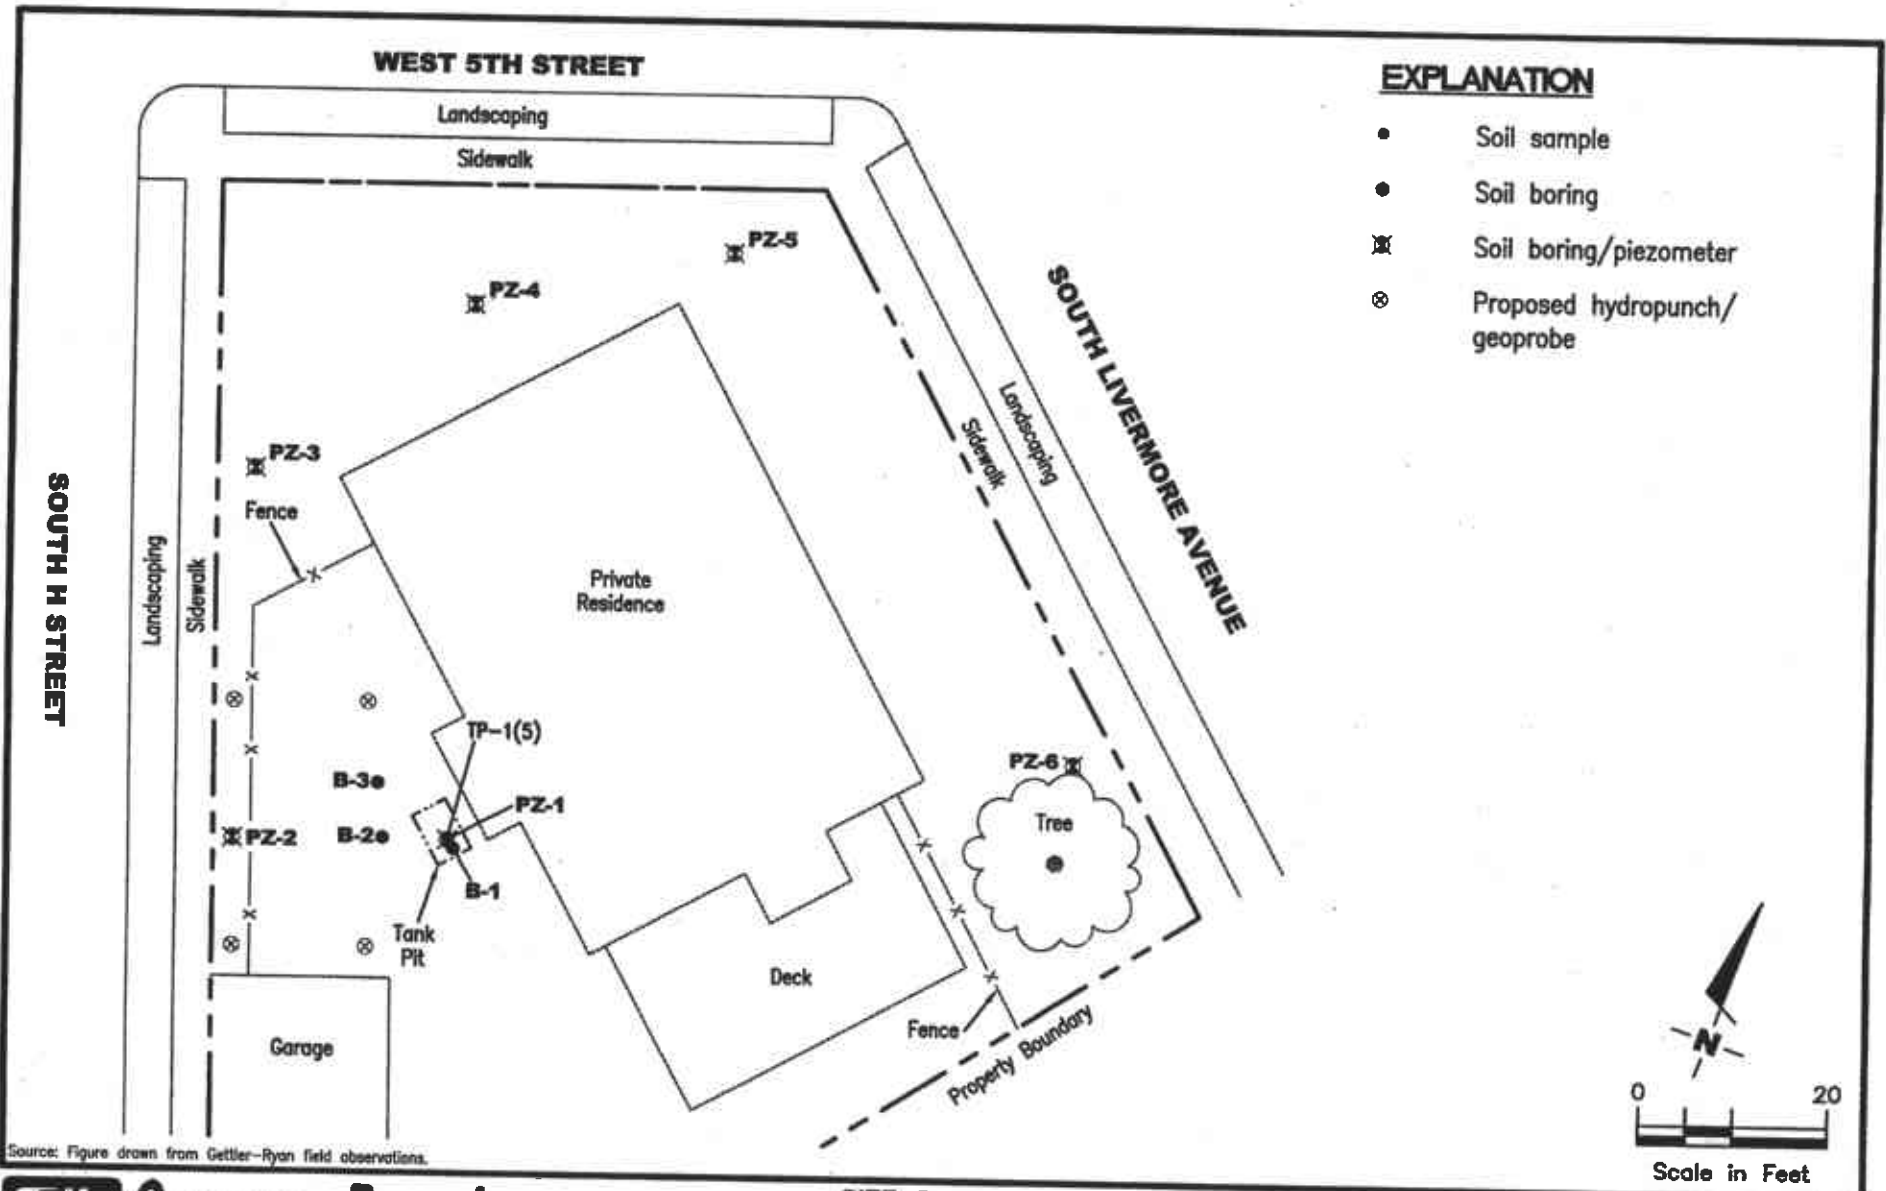 WEST 5TH STREET
Landscaping
Sidewalk
EXPLANATION
Soil sample
Soil boring
Soil boring/piezometer
Proposed hydropunch/
geoprobe
PZ-5
PZ-4
SOUTH LIVERMORE AVENUE
Landscaping
Sidewalk
PZ-3
Fence
SOUTH H STREET
Landscaping
Sidewalk
Private
Residence
TP-1(5)
B-3
PZ-1
B-2
PZ-2
B-1
PZ-6
Tree
Tank
Pit
Deck
Fence
Property Boundary
Garage
N
0 20
Scale in Feet
Source: Figure drawn from Gettler-Ryan field observations.